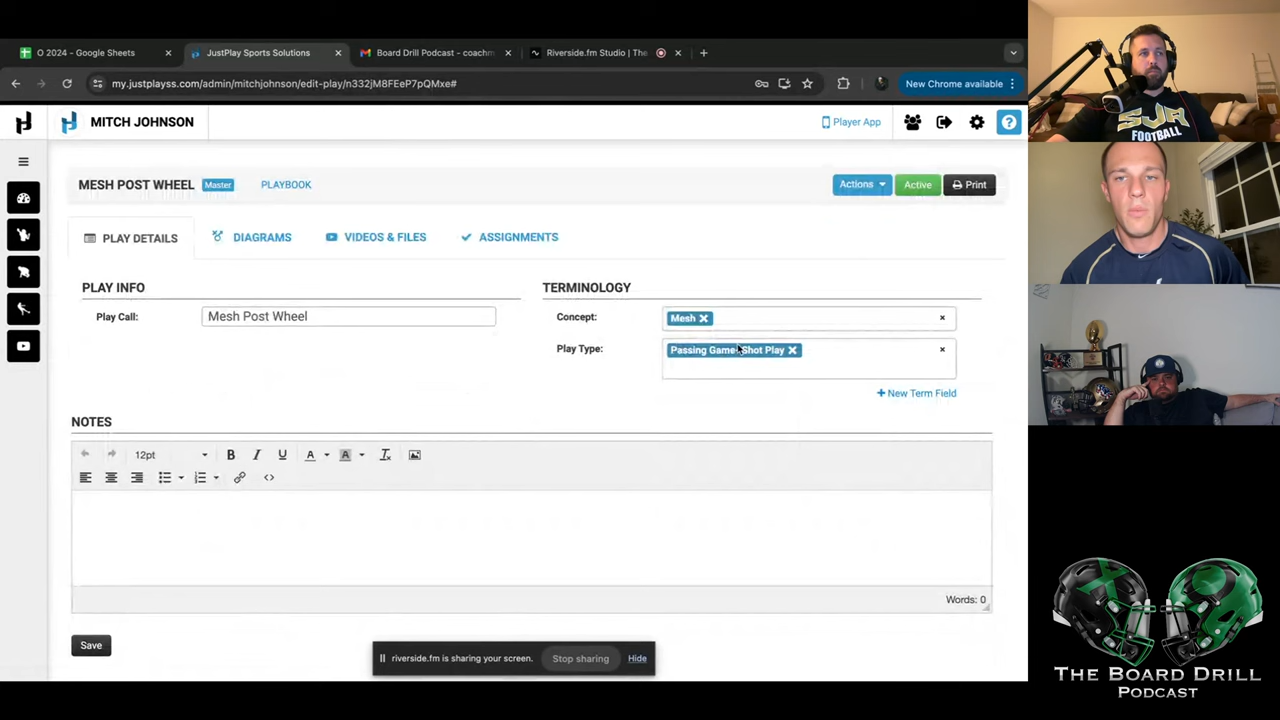 O 2024 - Google Sheets
JustPlay Sports Solutions
Board Drill Podcast - coachm
Riverside.fm Studio | The
my.justplayss.com/admin/mitchjohnson/edit-play/n332jM8FEeP7pQMxe#
New Chrome available
MITCH JOHNSON
Player App
MESH POST WHEEL
Master
PLAYBOOK
Actions
Active
Print
PLAY DETAILS
DIAGRAMS
VIDEOS & FILES
ASSIGNMENTS
PLAY INFO
TERMINOLOGY
Play Call:
Mesh Post Wheel
Concept:
Mesh
Play Type:
Passing Game-Shot Play
+ New Term Field
NOTES
12pt
B I U A A
Words: 0
Save
riverside.fm is sharing your screen.
Stop sharing
Hide
SJA
FOOTBALL
THE BOARD DRILL
PODCAST